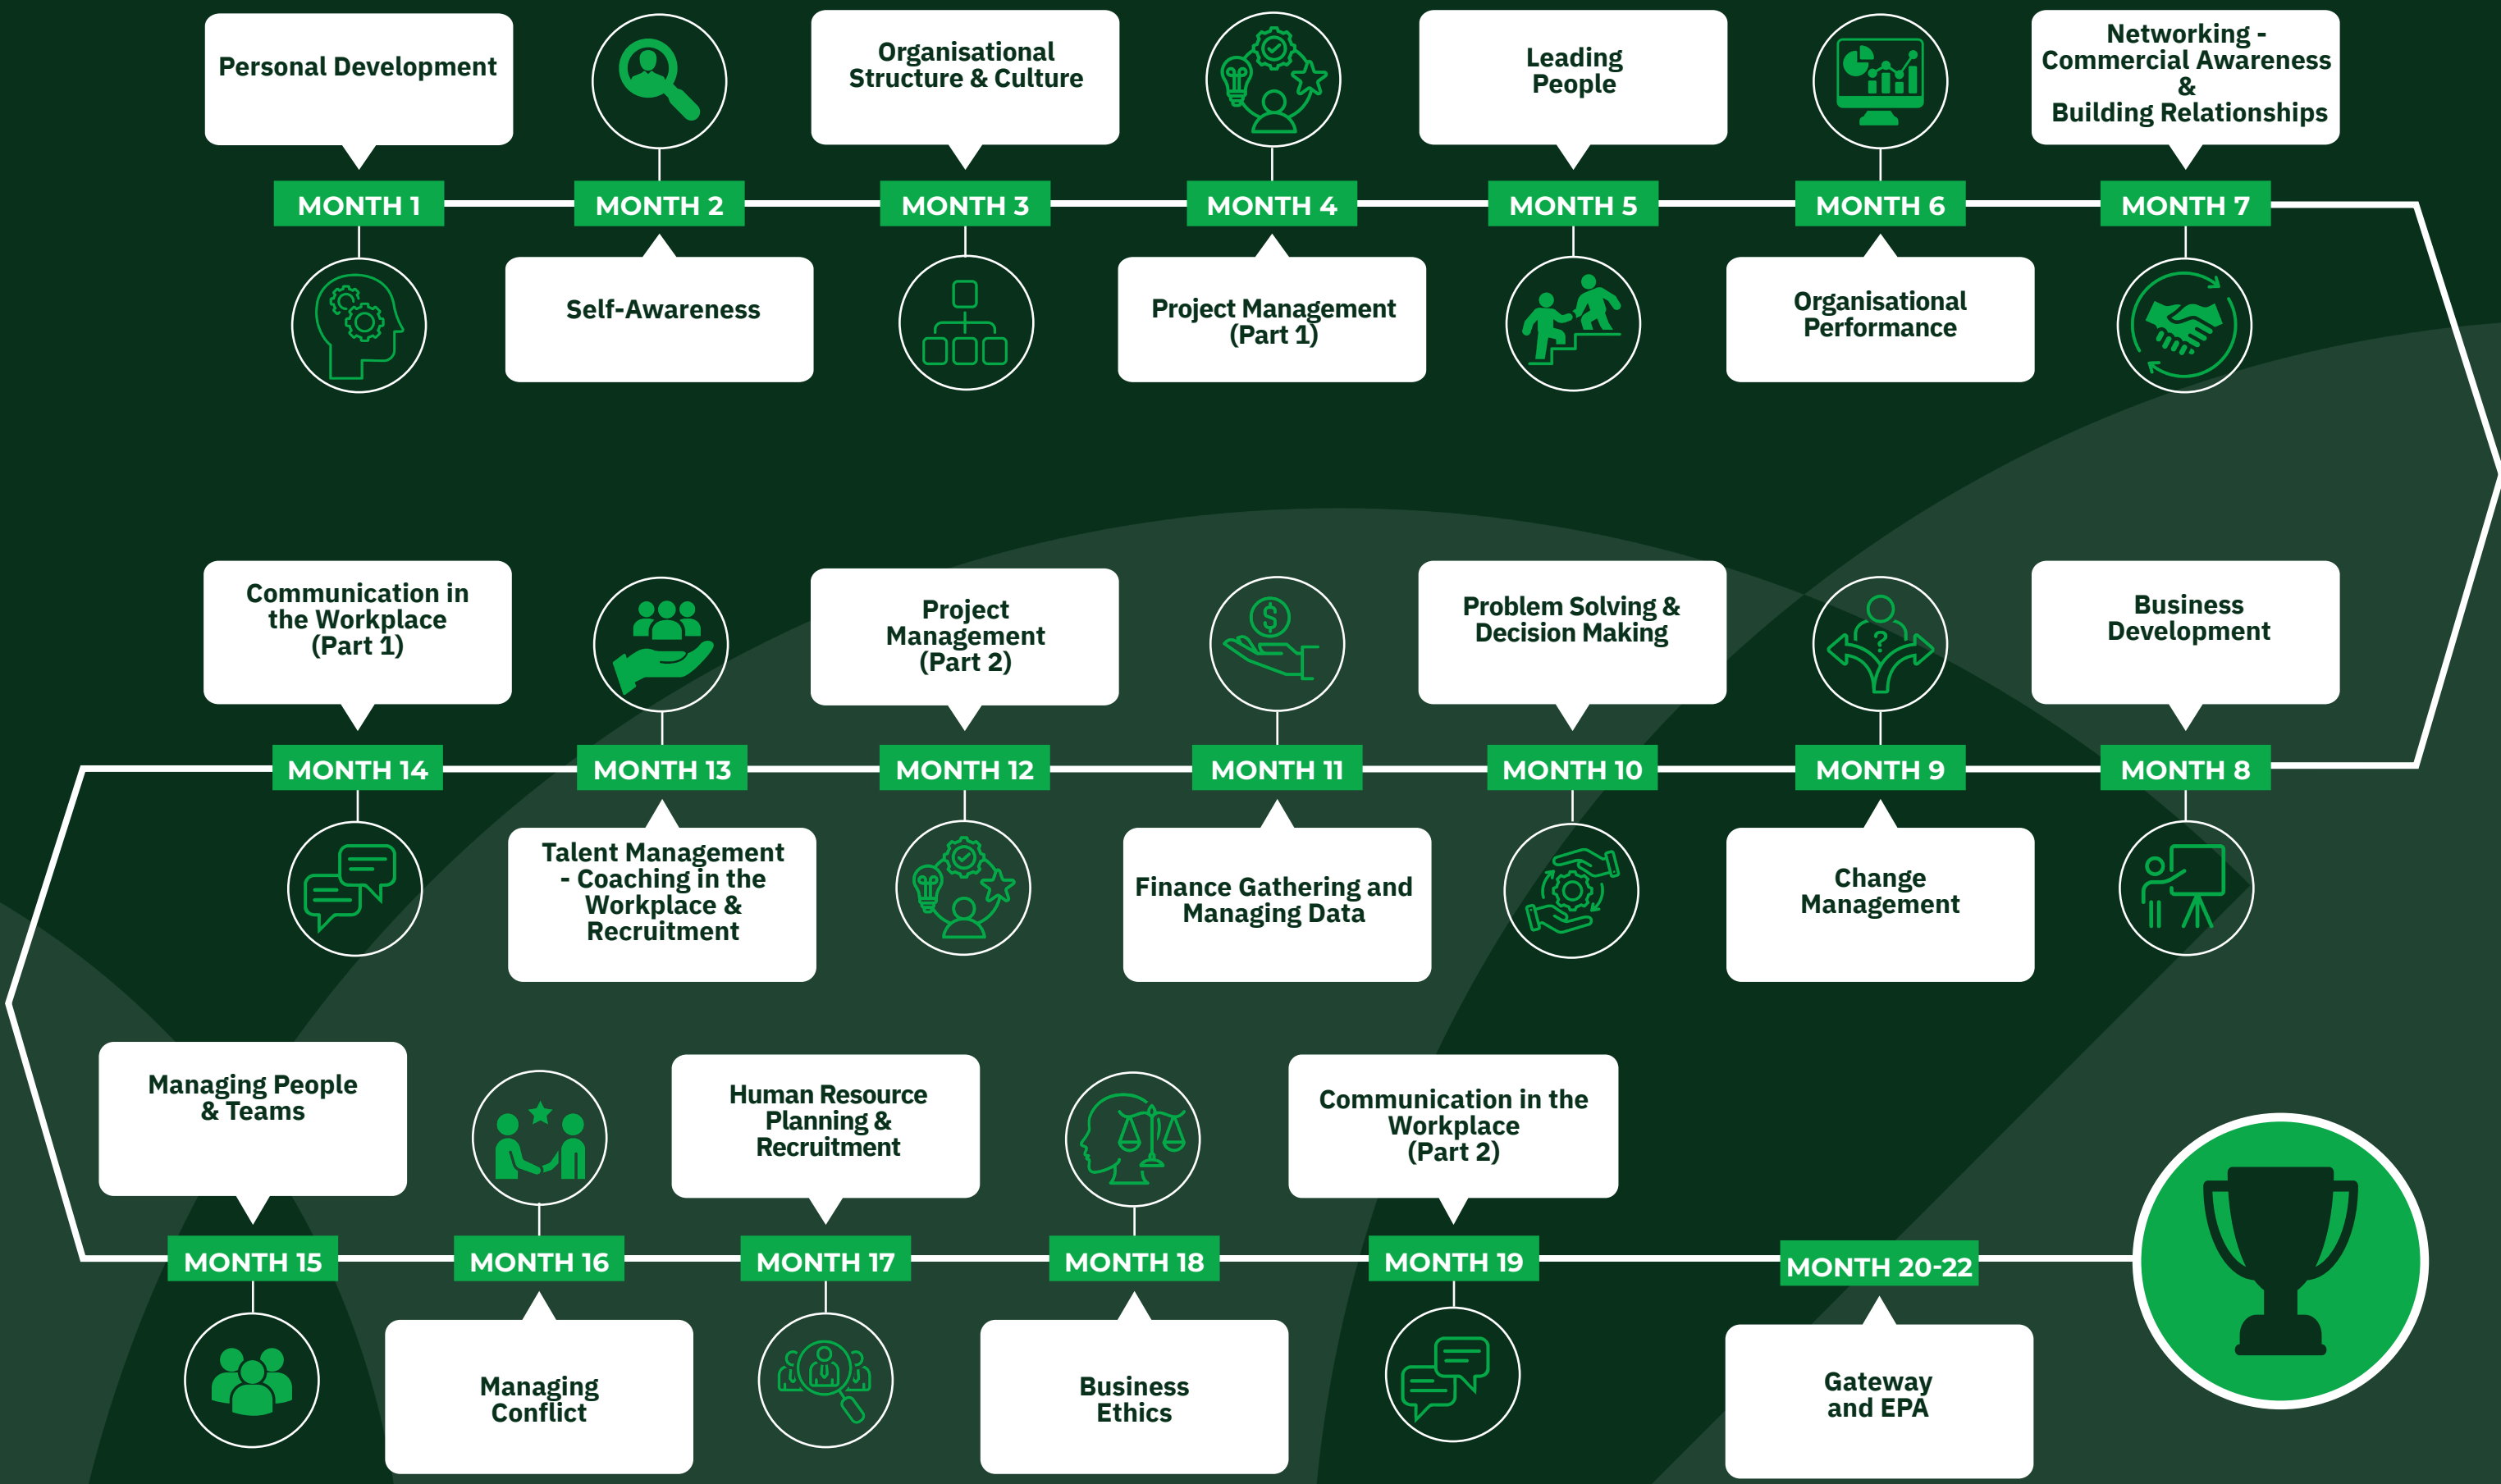 Personal Development
MONTH 1
MONTH 2
Self-Awareness
Organisational
Structure & Culture
MONTH 3
MONTH 4
Project Management
(Part 1)
Leading
People
MONTH 5
MONTH 6
Organisational
Performance
Networking -
Commercial Awareness
&
Building Relationships
MONTH 7
Business
Development
MONTH 8
?
MONTH 9
Change
Management
Problem Solving &
Decision Making
MONTH 10
$
MONTH 11
Finance Gathering and
Managing Data
Project
Management
(Part 2)
MONTH 12
MONTH 13
Talent Management
- Coaching in the
Workplace &
Recruitment
Communication in
the Workplace
(Part 1)
MONTH 14
Managing People
& Teams
MONTH 15
MONTH 16
Managing
Conflict
Human Resource
Planning &
Recruitment
MONTH 17
MONTH 18
Business
Ethics
Communication in the
Workplace
(Part 2)
MONTH 19
MONTH 20-22
Gateway
and EPA